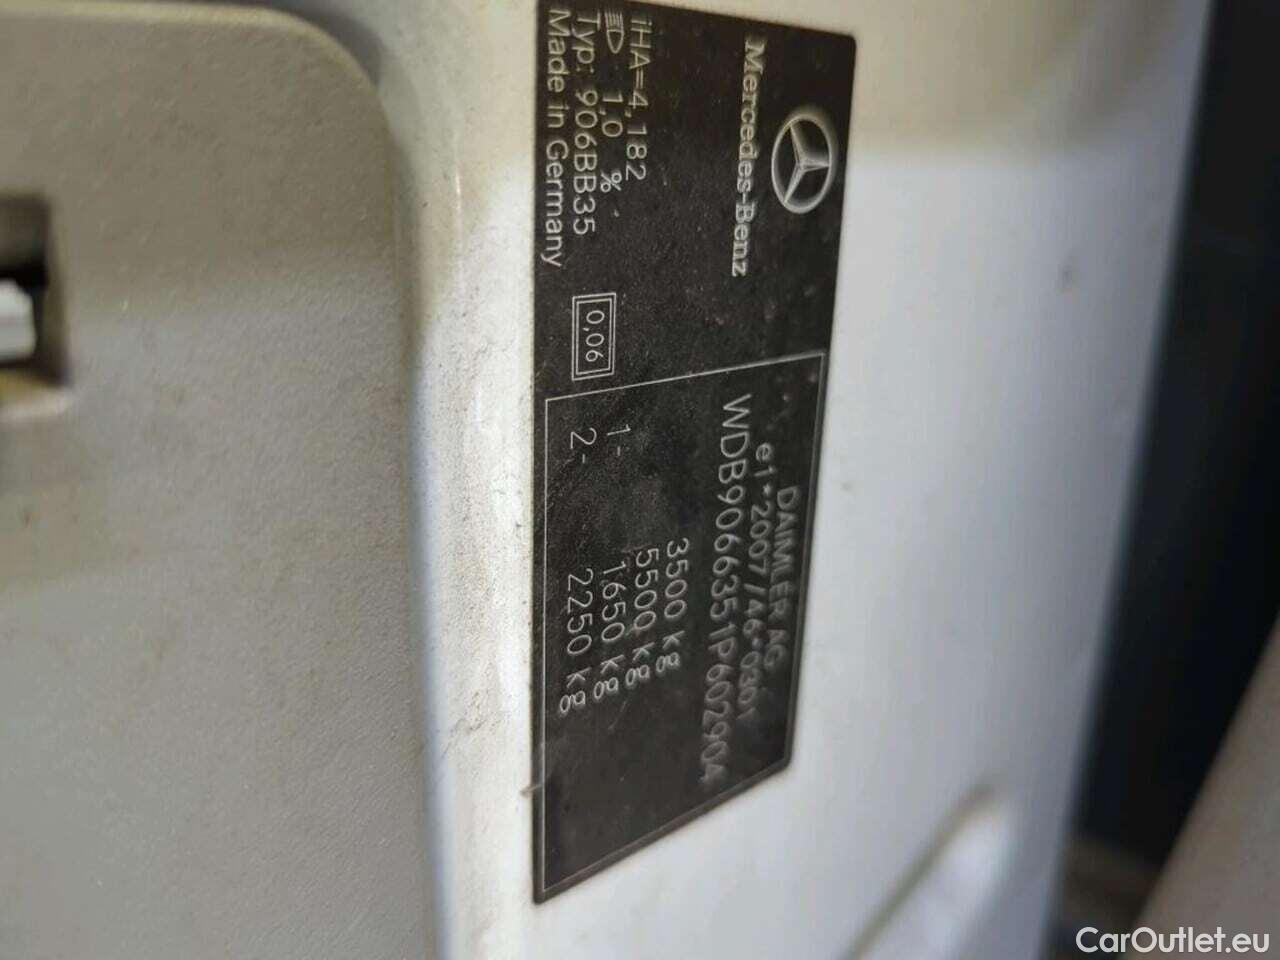 Mercedes-Benz
iHA=4,182
1,0 %
Typ: 906BB35
Made in Germany
0,06
DAIMLER AG
e1*2007/46*0301
WDB9066351P602904
3500 kg
5500 kg
1- 1650 kg
2- 2250 kg
CarOutlet.eu